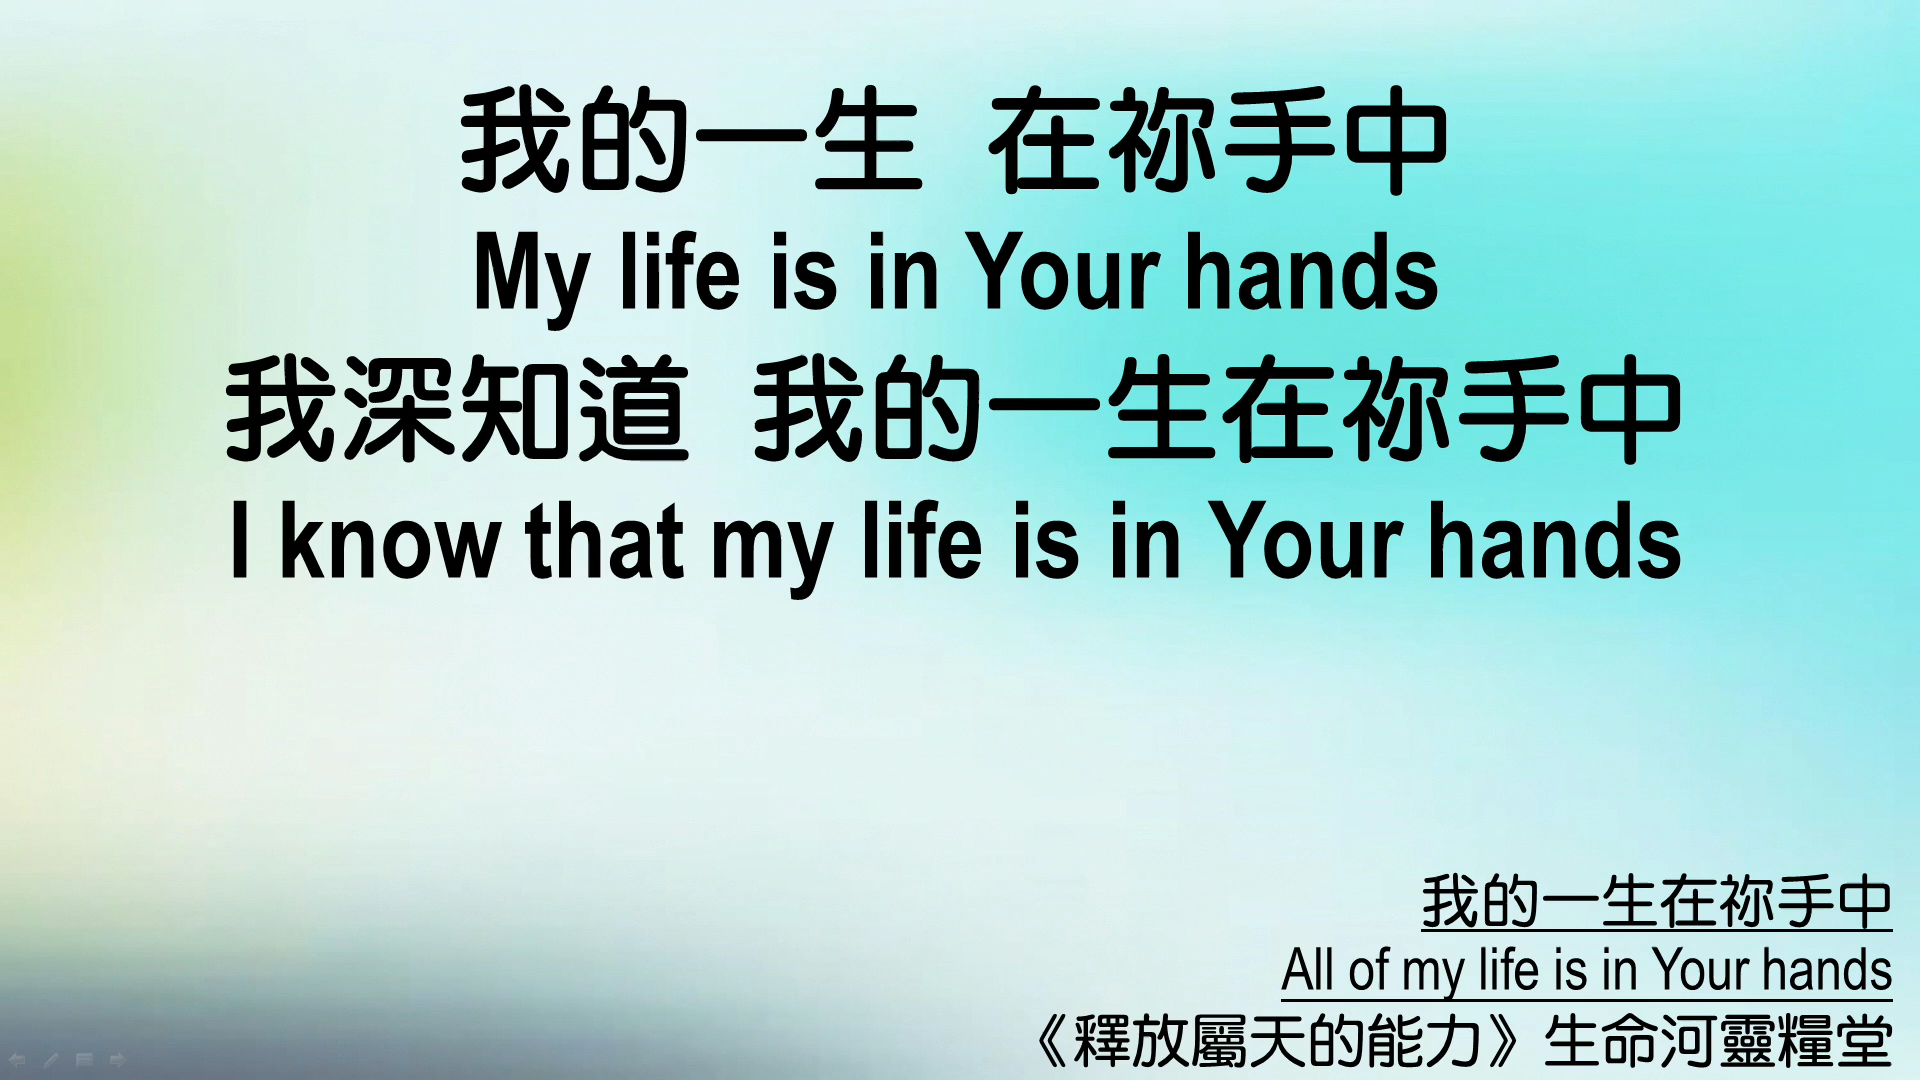 我的一生 在祢手中
My life is in Your hands
我深知道 我的一生在祢手中
I know that my life is in Your hands
我的一生在祢手中
All of my life is in Your hands
《釋放屬天的能力》生命河靈糧堂